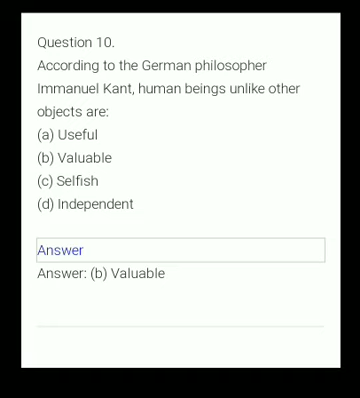 Question 10.
According to the German philosopher
Immanuel Kant, human beings unlike other
objects are:
(a) Useful
(b) Valuable
(c) Selfish
(d) Independent
Answer
Answer: (b) Valuable